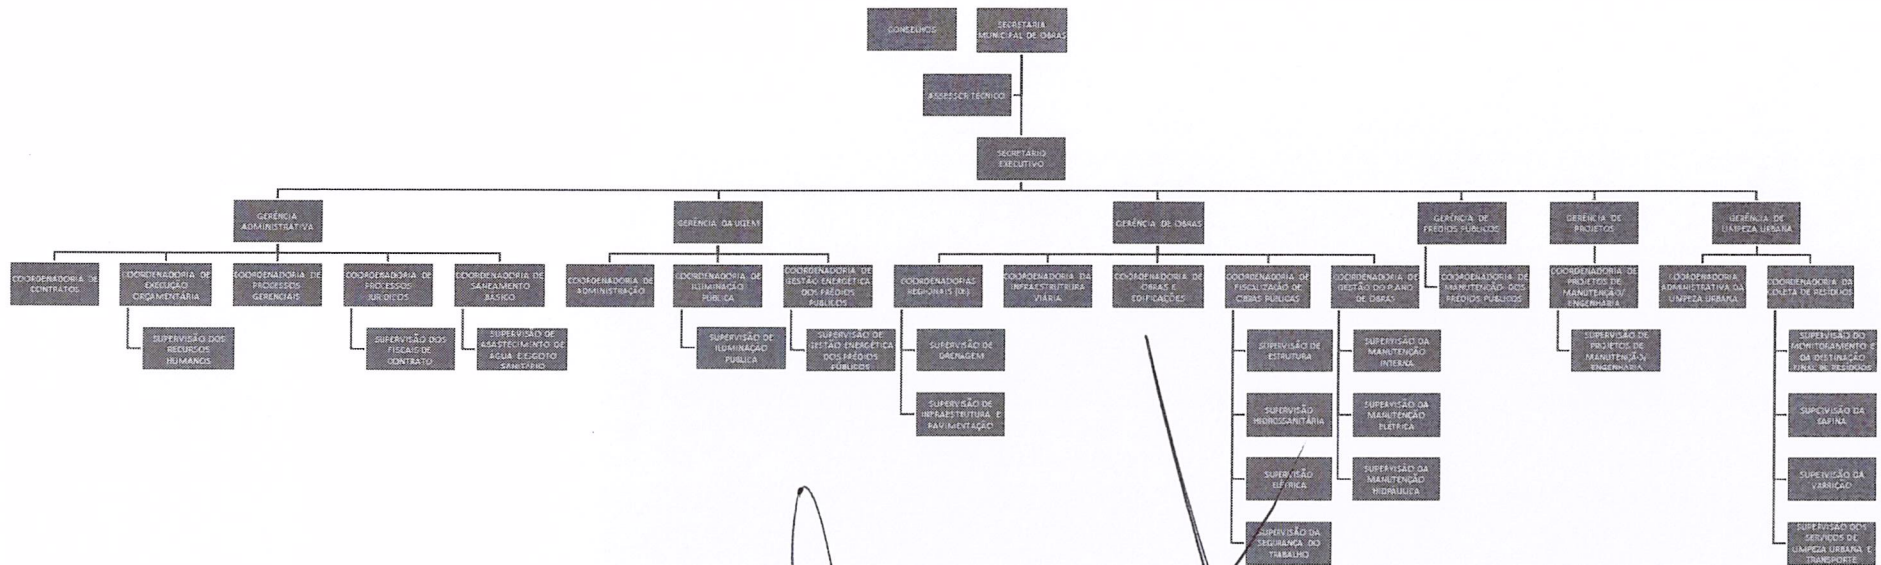 CONSELHOS
SECRETARIA
MUNICIPAL DE OBRAS
ASSESSOR TÉCNICO
SECRETÁRIO
EXECUTIVO
GERÊNCIA
ADMINISTRATIVA
GERÊNCIA DA UGEM
GERÊNCIA DE OBRAS
GERÊNCIA DE
PRÉDIOS PÚBLICOS
GERÊNCIA DE
PROJETOS
GERÊNCIA DE
LIMPEZA URBANA
COORDENADORIA DE
CONTRATOS
COORDENADORIA DE
EXECUÇÃO
ORÇAMENTÁRIA
COORDENADORIA DE
PROCESSOS
GERENCIAIS
COORDENADORIA DE
PROCESSOS
JURÍDICOS
COORDENADORIA DE
SANEAMENTO
BÁSICO
COORDENADORIA DE
ADMINISTRAÇÃO
COORDENADORIA DE
ILUMINAÇÃO
PÚBLICA
COORDENADORIA DE
GESTÃO ENERGÉTICA
DOS PRÉDIOS
PÚBLICOS
COORDENADORIAS
REGIONAIS
COORDENADORIA DA
INFRAESTRUTURA
VIÁRIA
COORDENADORIA DE
OBRAS E
EDIFICAÇÕES
COORDENADORIA DE
FISCALIZAÇÃO DE
OBRAS PÚBLICAS
COORDENADORIA DE
GESTÃO DO PLANO
DE OBRAS
COORDENADORIA DE
MANUTENÇÃO DOS
PRÉDIOS PÚBLICOS
COORDENADORIA DE
PROJETOS DE
MANUTENÇÃO/
ENGENHARIA
COORDENADORIA
ADMINISTRATIVA DA
LIMPEZA URBANA
COORDENADORIA DA
COLETA DE RESÍDUOS
SUPERVISÃO DOS
RECURSOS
HUMANOS
SUPERVISÃO DOS
FISCAIS DE
CONTRATO
SUPERVISÃO DE
ABASTECIMENTO DE
ÁGUA E ESGOTO
SANITÁRIO
SUPERVISÃO DE
ILUMINAÇÃO
PÚBLICA
SUPERVISÃO DE
GESTÃO ENERGÉTICA
DOS PRÉDIOS
PÚBLICOS
SUPERVISÃO DE
DRENAGEM
SUPERVISÃO DE
INFRAESTRUTURA E
PAVIMENTAÇÃO
SUPERVISÃO DE
ESTRUTURA
SUPERVISÃO
HIDROSSANITÁRIA
SUPERVISÃO
ELÉTRICA
SUPERVISÃO DA
SEGURANÇA DO
TRABALHO
SUPERVISÃO DA
MANUTENÇÃO
INTERNA
SUPERVISÃO DA
MANUTENÇÃO
ELÉTRICA
SUPERVISÃO DA
MANUTENÇÃO
HIDRÁULICA
SUPERVISÃO DE
PROJETOS DE
MANUTENÇÃO/
ENGENHARIA
SUPERVISÃO DO
MONITORAMENTO E
DA DESTINAÇÃO
FINAL DE RESÍDUOS
SUPERVISÃO DA
CAPINA
SUPERVISÃO DA
VARRIÇÃO
SUPERVISÃO DOS
SERVIÇOS DE
LIMPEZA URBANA E
TRANSPORTE